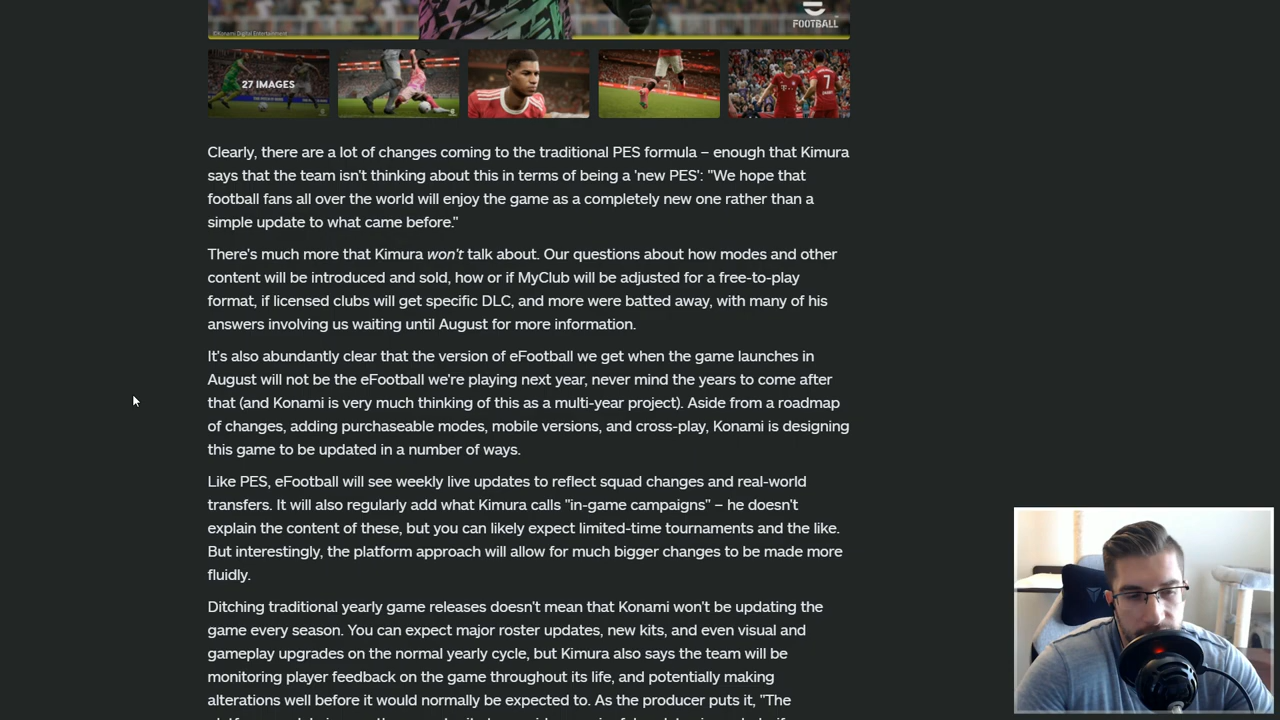 ©Konami Digital Entertainment
FOOTBALL
27 IMAGES
7
Clearly, there are a lot of changes coming to the traditional PES formula – enough that Kimura
says that the team isn't thinking about this in terms of being a 'new PES': "We hope that
football fans all over the world will enjoy the game as a completely new one rather than a
simple update to what came before."
There's much more that Kimura won't talk about. Our questions about how modes and other
content will be introduced and sold, how or if MyClub will be adjusted for a free-to-play
format, if licensed clubs will get specific DLC, and more were batted away, with many of his
answers involving us waiting until August for more information.
It's also abundantly clear that the version of eFootball we get when the game launches in
August will not be the eFootball we're playing next year, never mind the years to come after
that (and Konami is very much thinking of this as a multi-year project). Aside from a roadmap
of changes, adding purchaseable modes, mobile versions, and cross-play, Konami is designing
this game to be updated in a number of ways.
Like PES, eFootball will see weekly live updates to reflect squad changes and real-world
transfers. It will also regularly add what Kimura calls "in-game campaigns" – he doesn't
explain the content of these, but you can likely expect limited-time tournaments and the like.
But interestingly, the platform approach will allow for much bigger changes to be made more
fluidly.
Ditching traditional yearly game releases doesn't mean that Konami won't be updating the
game every season. You can expect major roster updates, new kits, and even visual and
gameplay upgrades on the normal yearly cycle, but Kimura also says the team will be
monitoring player feedback on the game throughout its life, and potentially making
alterations well before it would normally be expected to. As the producer puts it, "The